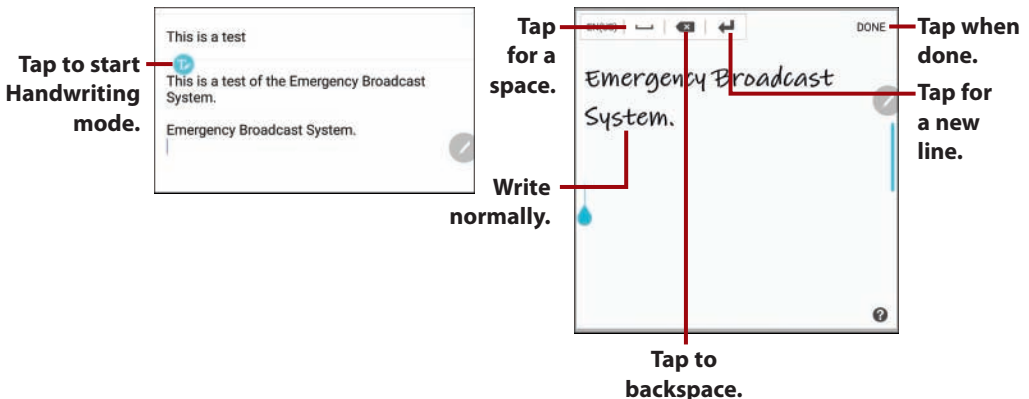 Tap to start
Handwriting
mode.
This is a test
This is a test of the Emergency Broadcast
System.
Emergency Broadcast System.
Tap
for a
space.
EN(US)
DONE
Tap when
done.
Emergency Broadcast
System.
Tap for
a new
line.
Write
normally.
Tap to
backspace.